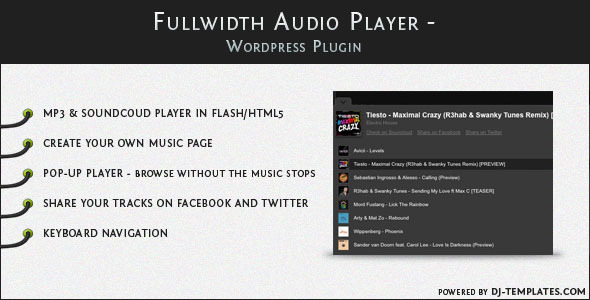 Fullwidth Audio Player -
Wordpress Plugin
MP3 & SOUNDCOUD PLAYER IN FLASH/HTML5
CREATE YOUR OWN MUSIC PAGE
POP-UP PLAYER - BROWSE WITHOUT THE MUSIC STOPS
SHARE YOUR TRACKS ON FACEBOOK AND TWITTER
KEYBOARD NAVIGATION
TIESTO
MAXIMAL
CRAZY
Tiesto - Maximal Crazy (R3hab & Swanky Tunes Remix) [
Electric House
Check on Soundcloud Share on Facebook Share on Twitter
Avicii - Levels
Tiesto - Maximal Crazy (R3hab & Swanky Tunes Remix) [PREVIEW]
Sebastian Ingrosso & Alesso - Calling (Preview)
R3hab & Swanky Tunes - Sending My Love ft Max C [TEASER]
Mord Fustang - Lick The Rainbow
Arty & Mat Zo - Rebound
Wippenberg - Phoenix
Sander van Doorn feat. Carol Lee - Love Is Darkness (Preview)
POWERED BY DJ-TEMPLATES.COM